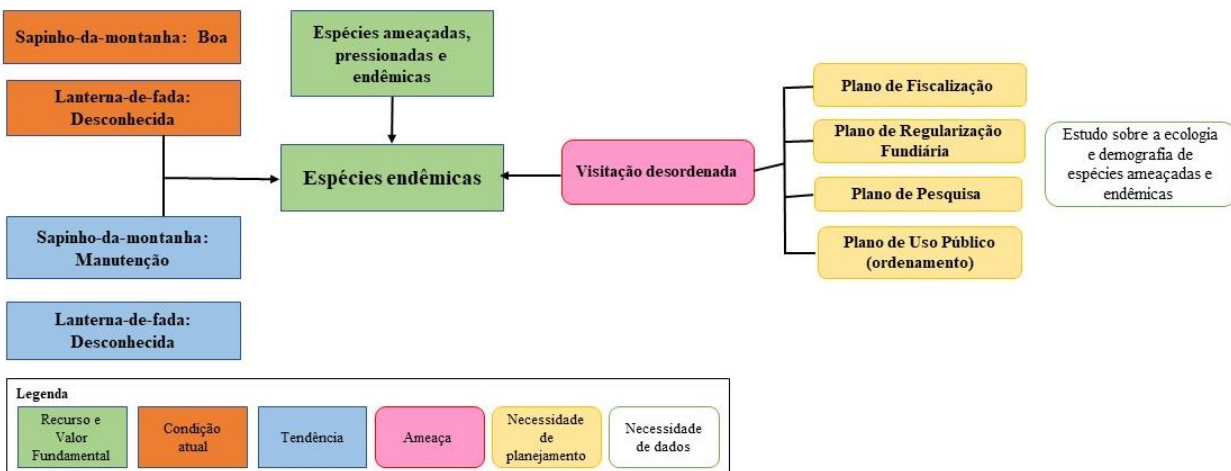 Sapinho-da-montanha: Boa
Lanterna-de-fada:
Desconhecida
Sapinho-da-montanha:
Manutenção
Lanterna-de-fada:
Desconhecida
Espécies ameaçadas,
pressionadas e
endêmicas
Espécies endêmicas
Visitação desordenada
Plano de Fiscalização
Plano de Regularização
Fundiária
Plano de Pesquisa
Plano de Uso Público
(ordenamento)
Estudo sobre a ecologia
e demografia de
espécies ameaçadas e
endêmicas
Legenda
Recurso e
Valor
Fundamental
Condição
atual
Tendência
Ameaça
Necessidade
de
planejamento
Necessidade
de dados